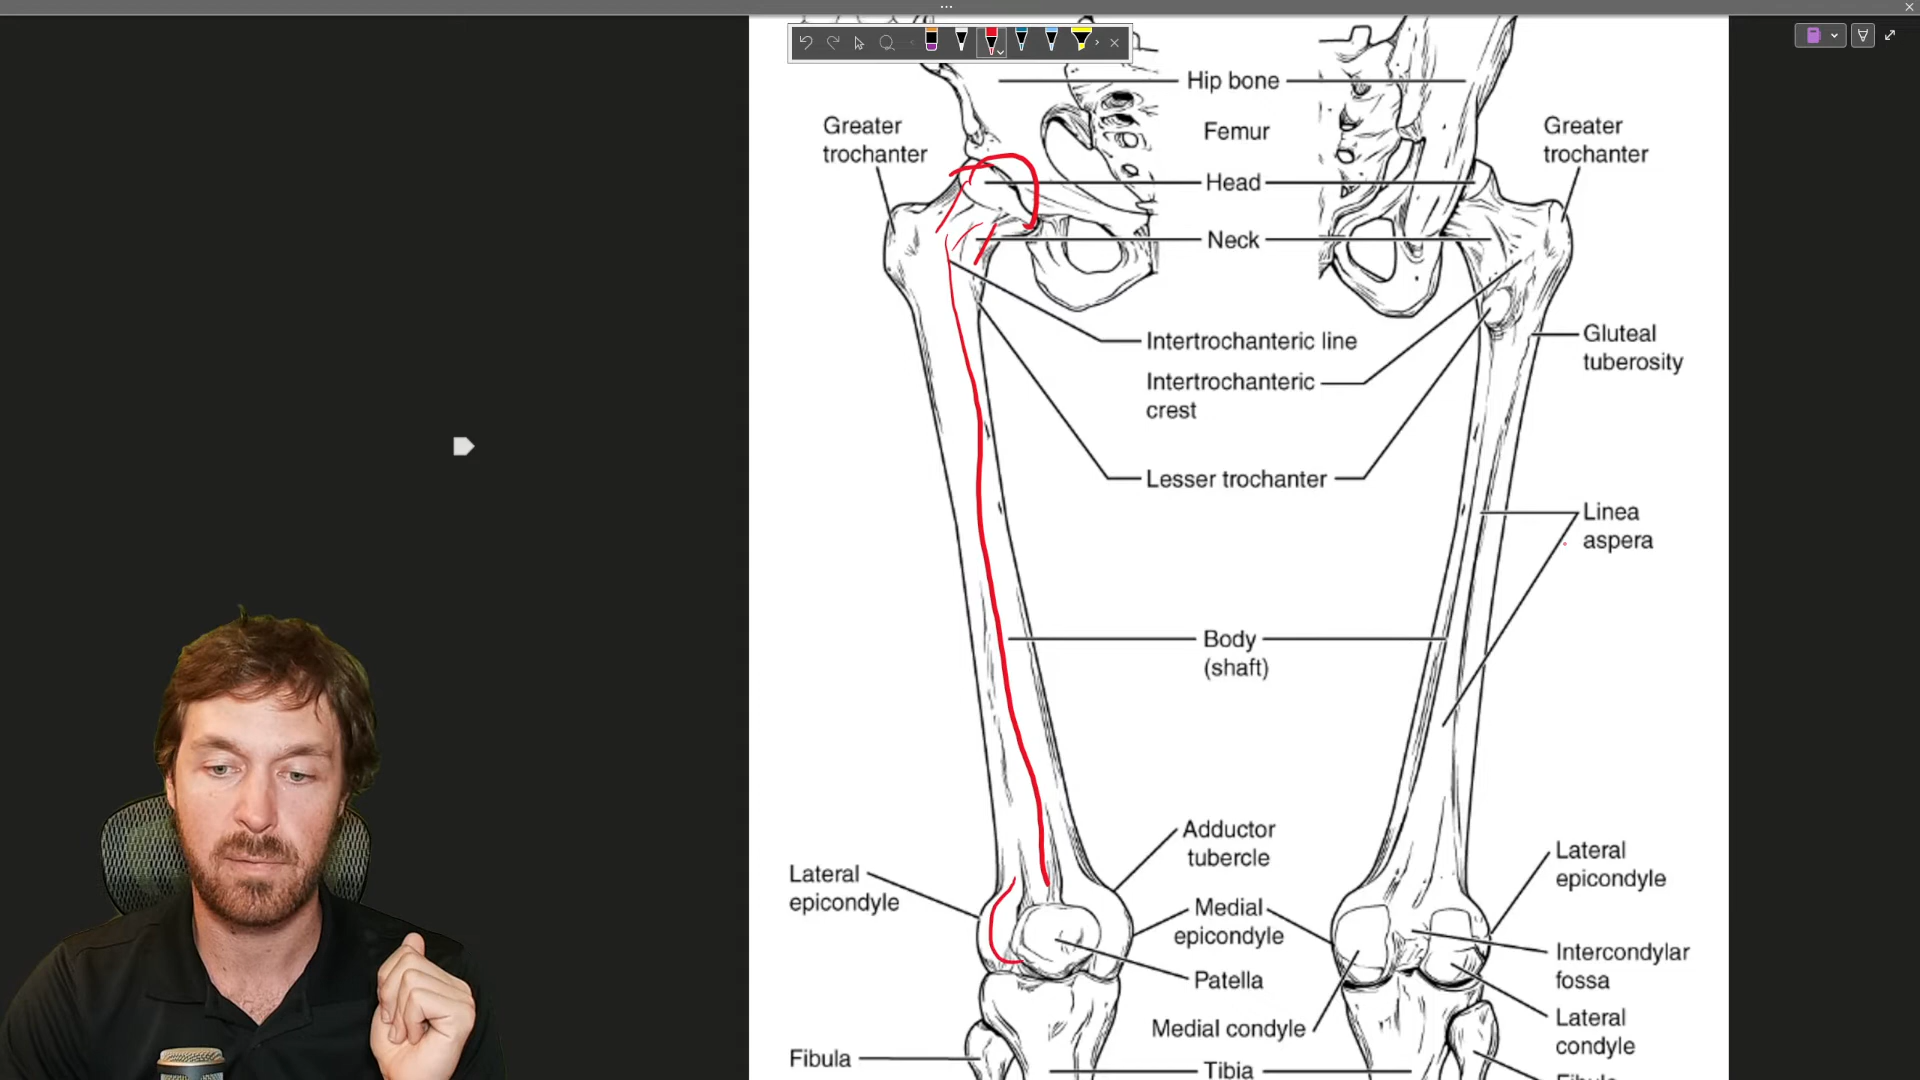 Hip bone
Greater
trochanter
Femur
Greater
trochanter
Head
Neck
Intertrochanteric line
Gluteal
tuberosity
Intertrochanteric
crest
Lesser trochanter
Linea
aspera
Body
(shaft)
Adductor
tubercle
Lateral
epicondyle
Lateral
epicondyle
Medial
epicondyle
Intercondylar
fossa
Patella
Medial condyle
Lateral
condyle
Fibula
Tibia
Fibula